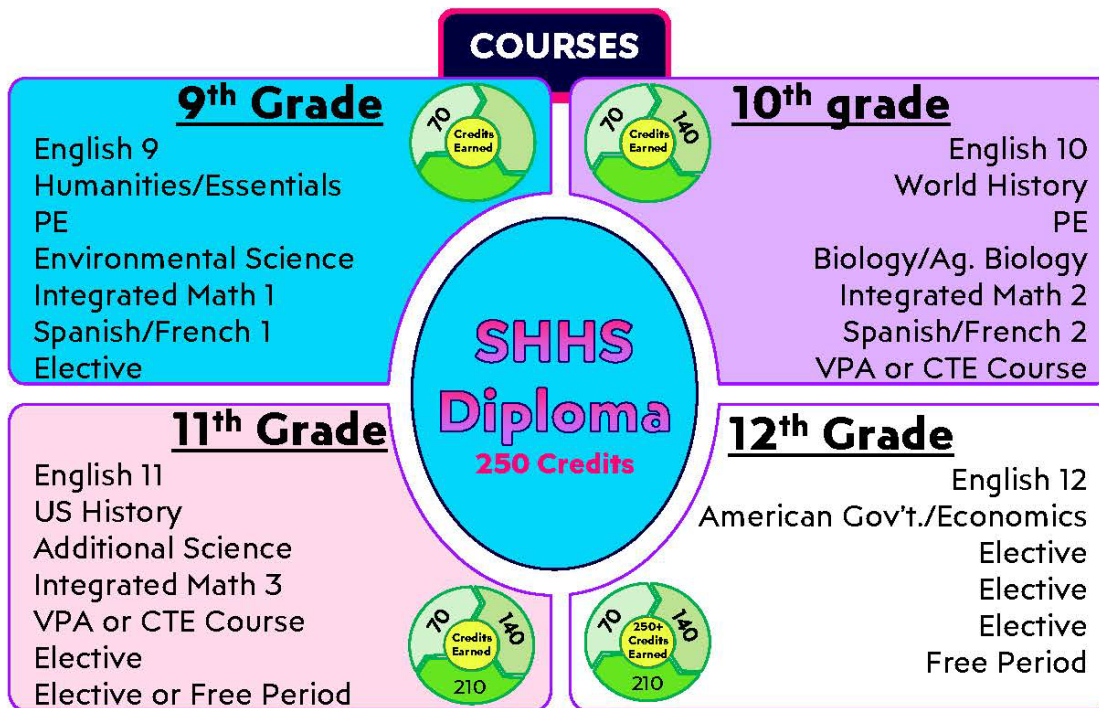 COURSES
9th Grade
70
Credits
Earned
English 9
Humanities/Essentials
PE
Environmental Science
Integrated Math 1
Spanish/French 1
Elective
10th grade
70
140
Credits
Earned
English 10
World History
PE
Biology/Ag. Biology
Integrated Math 2
Spanish/French 2
VPA or CTE Course
SHHS
Diploma
250 Credits
11th Grade
English 11
US History
Additional Science
Integrated Math 3
VPA or CTE Course
Elective
Elective or Free Period
70
140
Credits
Earned
210
12th Grade
English 12
American Gov't./Economics
Elective
Elective
Elective
Free Period
70
140
250+
Credits
Earned
210